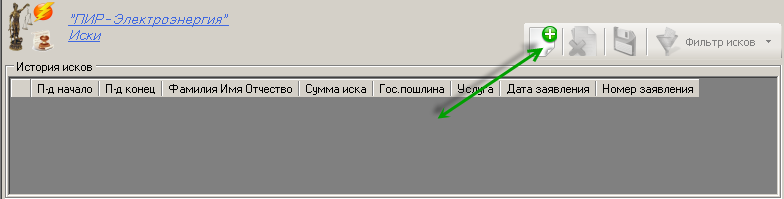 "ПИР-Электроэнергия"
Иски
Фильтр исков
История исков
П-д начало П-д конец Фамилия Имя Отчество Сумма иска Гос.пошлина Услуга Дата заявления Номер заявления